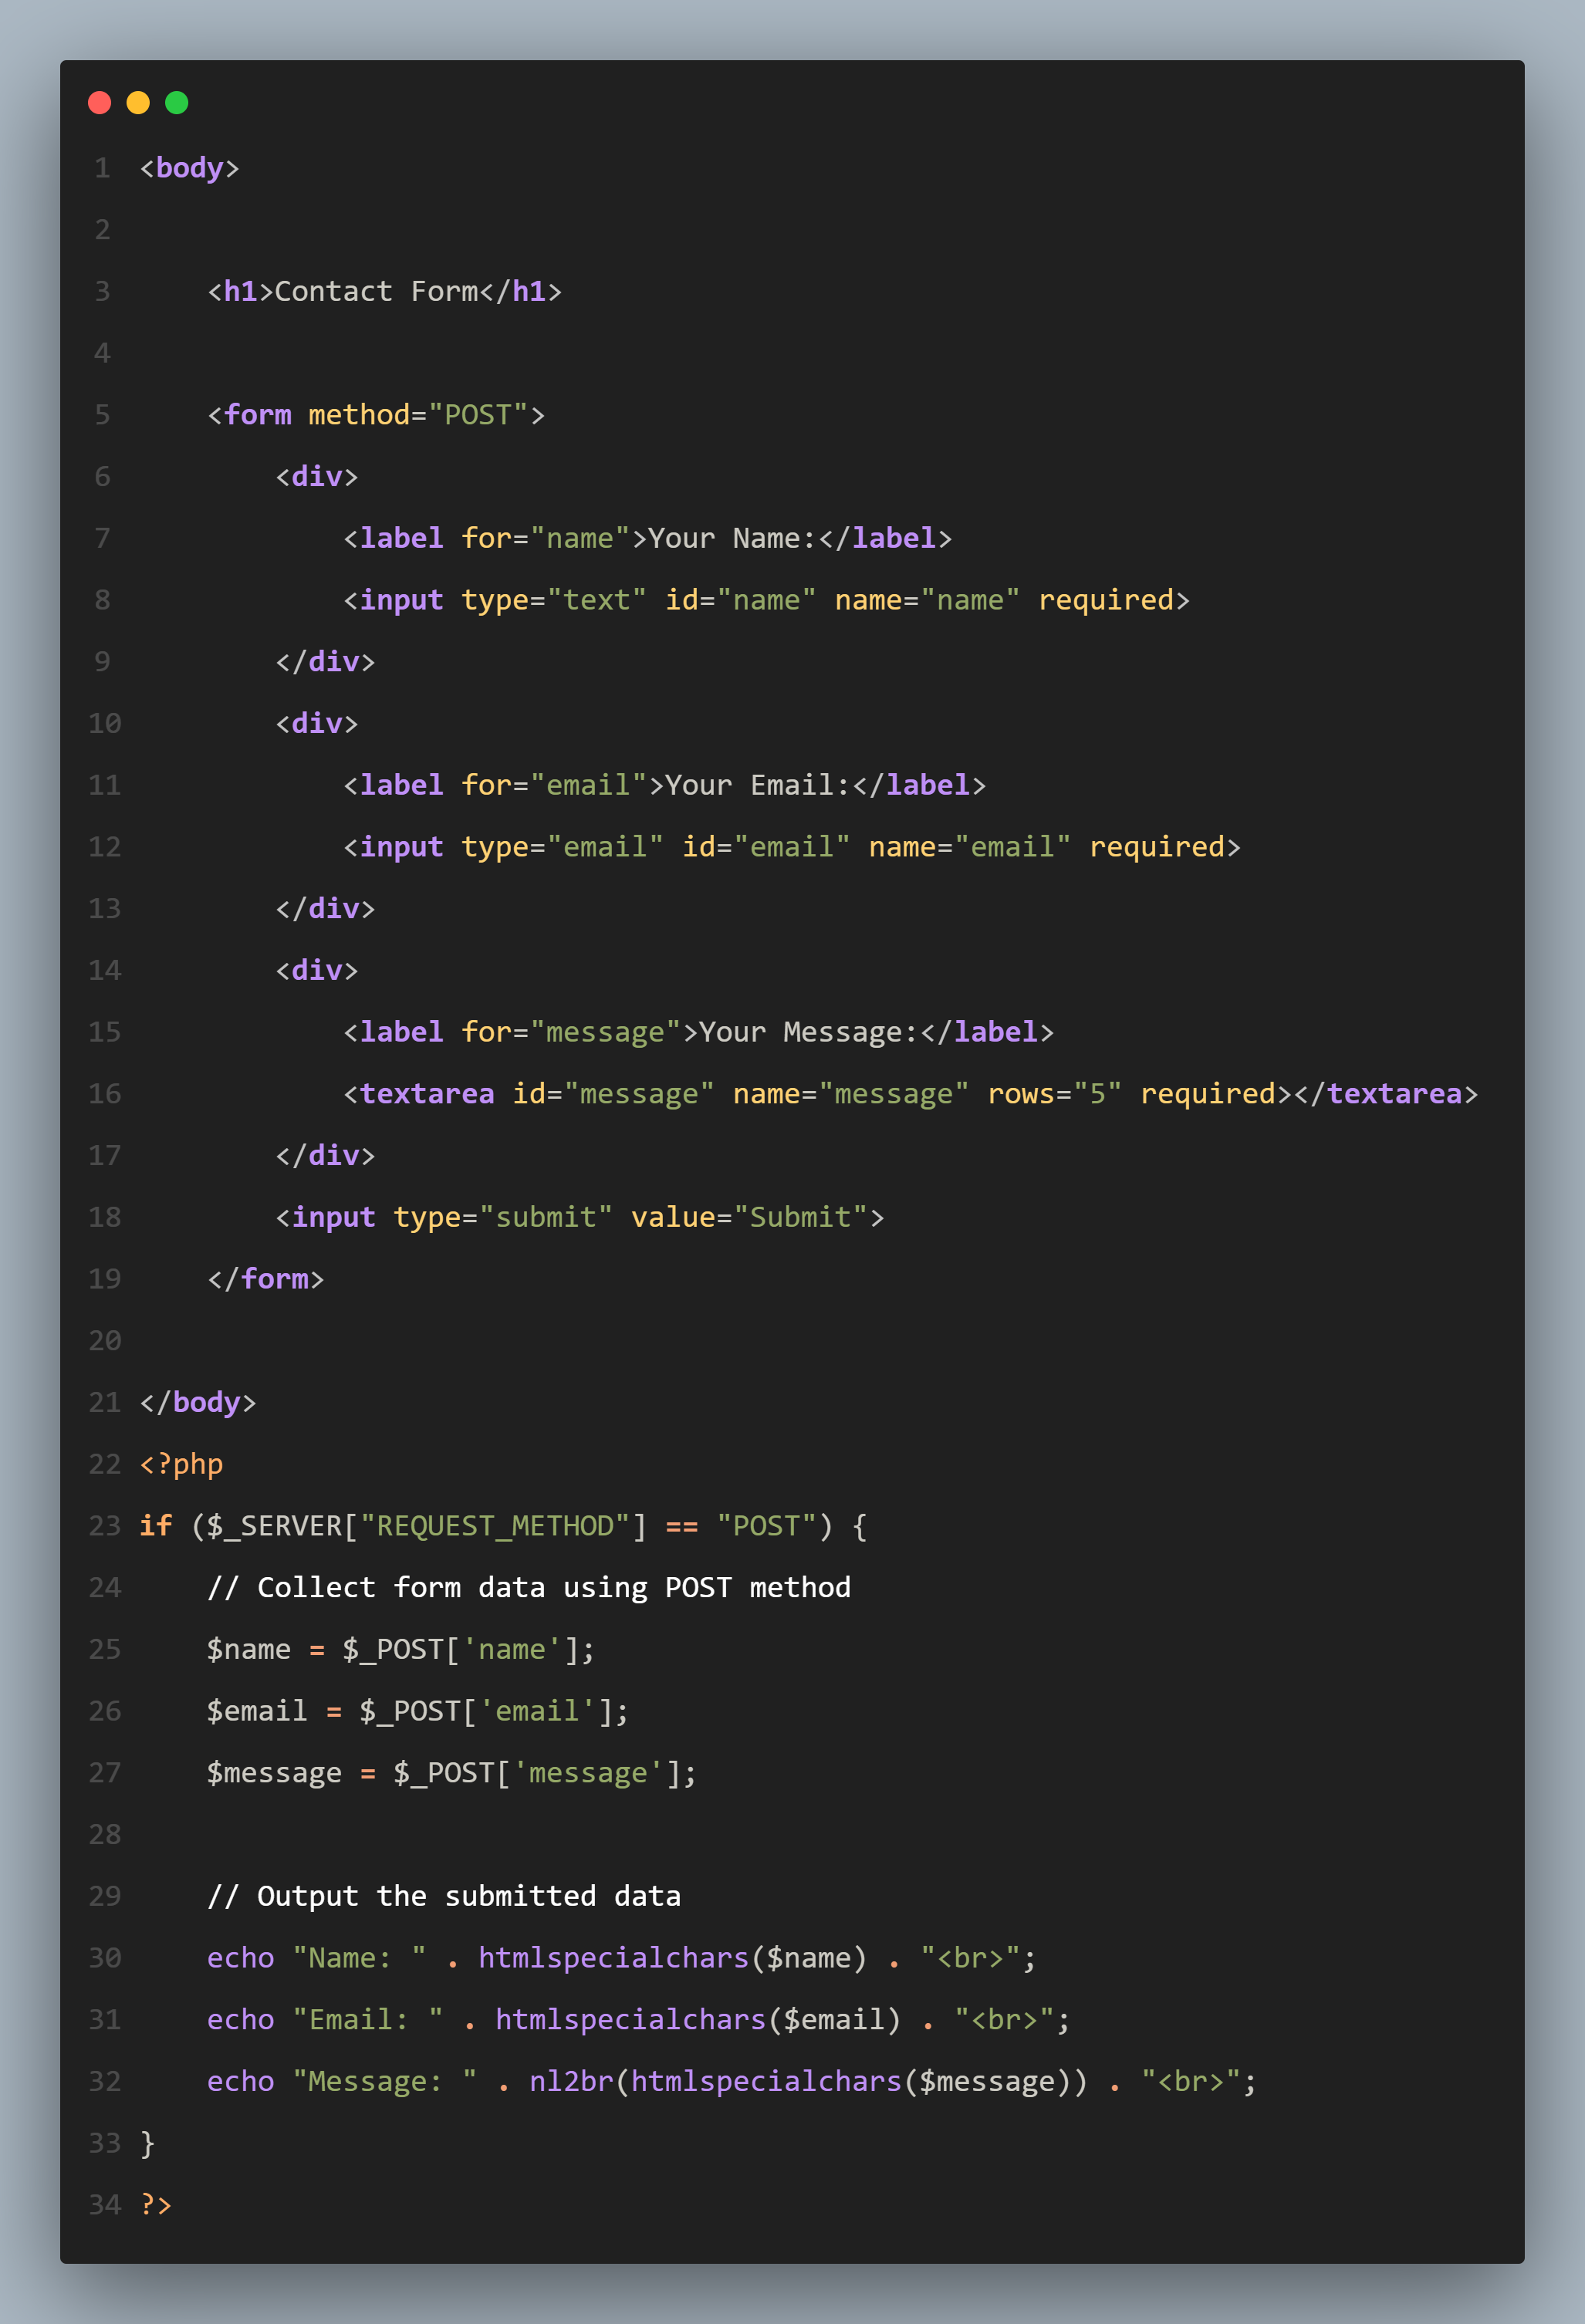 1 <body>
2
3     <h1>Contact Form</h1>
4
5     <form method="POST">
6         <div>
7             <label for="name">Your Name:</label>
8             <input type="text" id="name" name="name" required>
9         </div>
10         <div>
11             <label for="email">Your Email:</label>
12             <input type="email" id="email" name="email" required>
13         </div>
14         <div>
15             <label for="message">Your Message:</label>
16             <textarea id="message" name="message" rows="5" required></textarea>
17         </div>
18         <input type="submit" value="Submit">
19     </form>
20
21 </body>
22 <?php
23 if ($_SERVER["REQUEST_METHOD"] == "POST") {
24     // Collect form data using POST method
25     $name = $_POST['name'];
26     $email = $_POST['email'];
27     $message = $_POST['message'];
28
29     // Output the submitted data
30     echo "Name: " . htmlspecialchars($name) . "<br>";
31     echo "Email: " . htmlspecialchars($email) . "<br>";
32     echo "Message: " . nl2br(htmlspecialchars($message)) . "<br>";
33 }
34 ?>